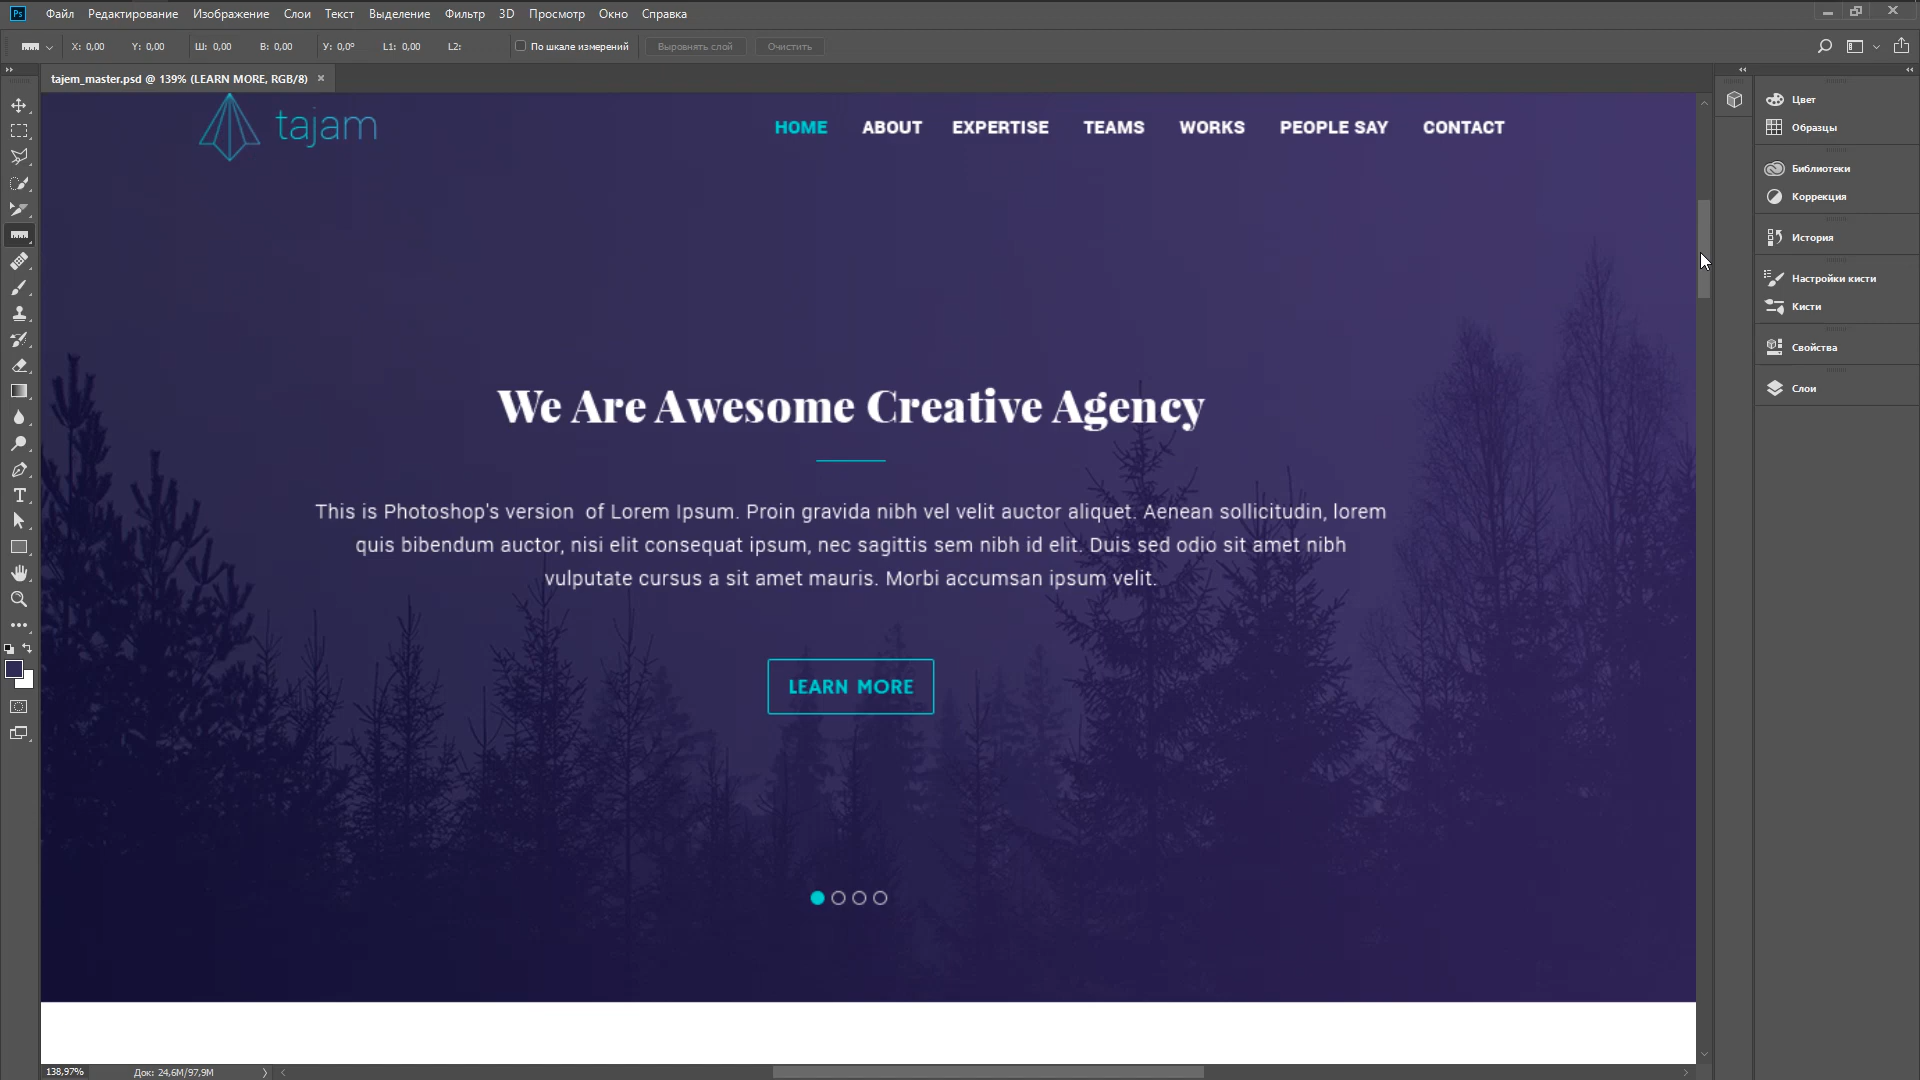 Ps Файл Редактирование Изображение Слои Текст Выделение Фильтр 3D Просмотр Окно Справка
X: 0,00 Y: 0,00 Ш: 0,00 В: 0,00 У: 0,0° L1: 0,00 L2: По шкале измерений Выровнять слой Очистить
tajem_master.psd @ 139% (LEARN MORE, RGB/8) ×
tajam HOME ABOUT EXPERTISE TEAMS WORKS PEOPLE SAY CONTACT
We Are Awesome Creative Agency
This is Photoshop's version of Lorem Ipsum. Proin gravida nibh vel velit auctor aliquet. Aenean sollicitudin, lorem
quis bibendum auctor, nisi elit consequat ipsum, nec sagittis sem nibh id elit. Duis sed odio sit amet nibh
vulputate cursus a sit amet mauris. Morbi accumsan ipsum velit.
LEARN MORE
Цвет
Образцы
Библиотеки
Коррекция
История
Настройки кисти
Кисти
Свойства
Слои
138,97% Док: 24,6M/97,9M